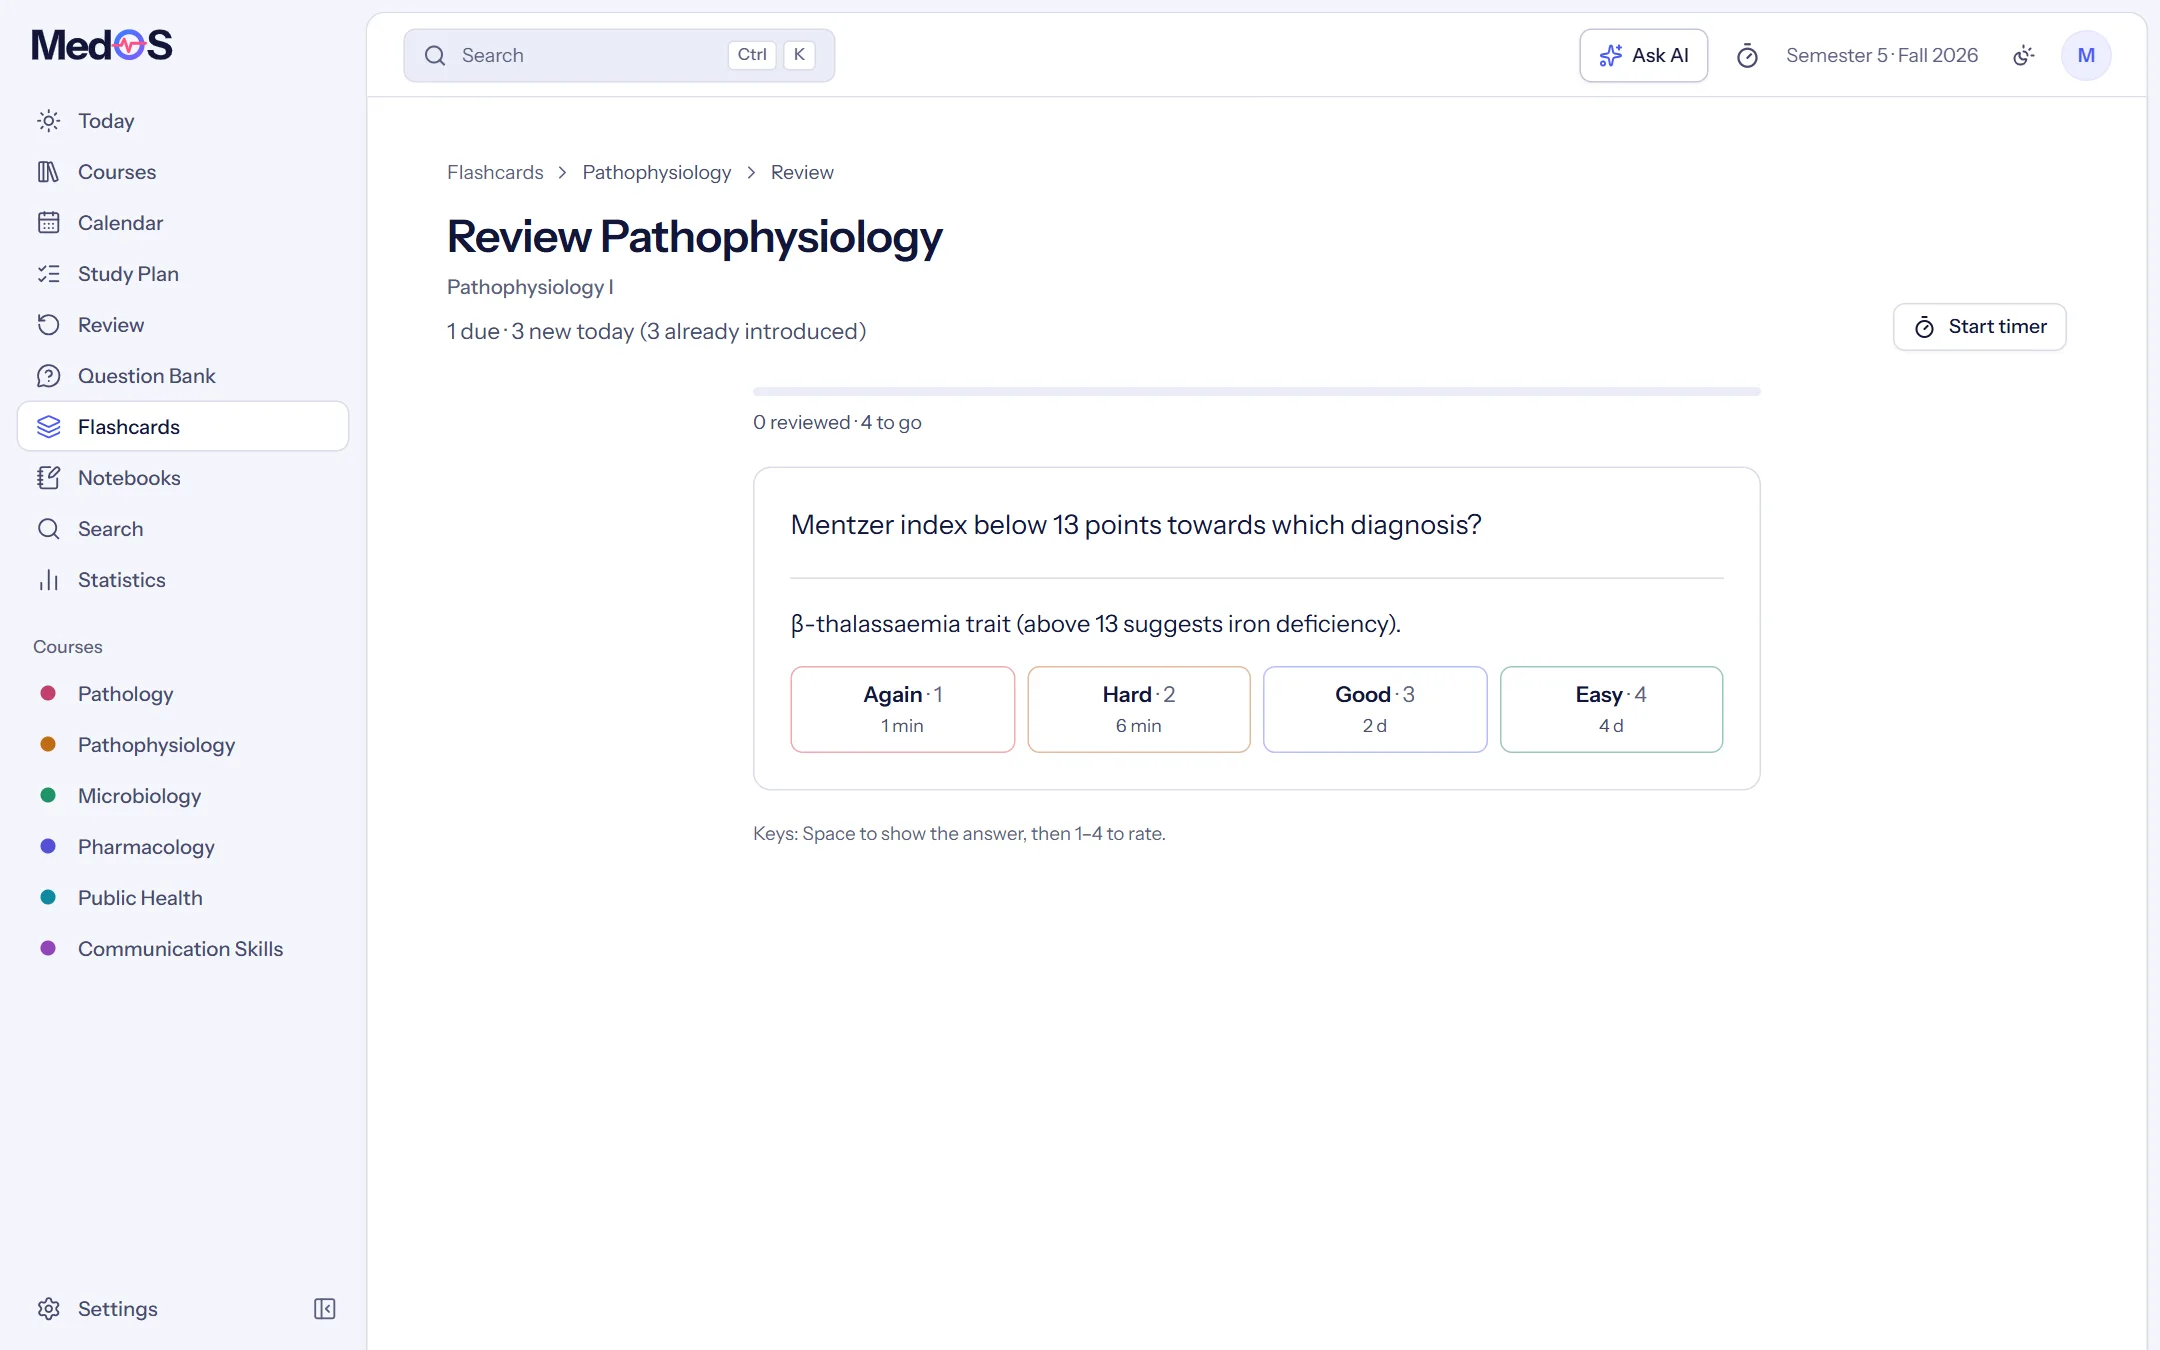 MedOS
Today
Courses
Calendar
Study Plan
Review
Question Bank
Flashcards
Notebooks
Search
Statistics
Courses
Pathology
Pathophysiology
Microbiology
Pharmacology
Public Health
Communication Skills
Settings
Search Ctrl K
Ask AI
Semester 5 · Fall 2026
M
Flashcards > Pathophysiology > Review
Review Pathophysiology
Pathophysiology I
1 due · 3 new today (3 already introduced)
Start timer
0 reviewed · 4 to go
Mentzer index below 13 points towards which diagnosis?
β-thalassaemia trait (above 13 suggests iron deficiency).
Again · 1
1 min
Hard · 2
6 min
Good · 3
2 d
Easy · 4
4 d
Keys: Space to show the answer, then 1–4 to rate.